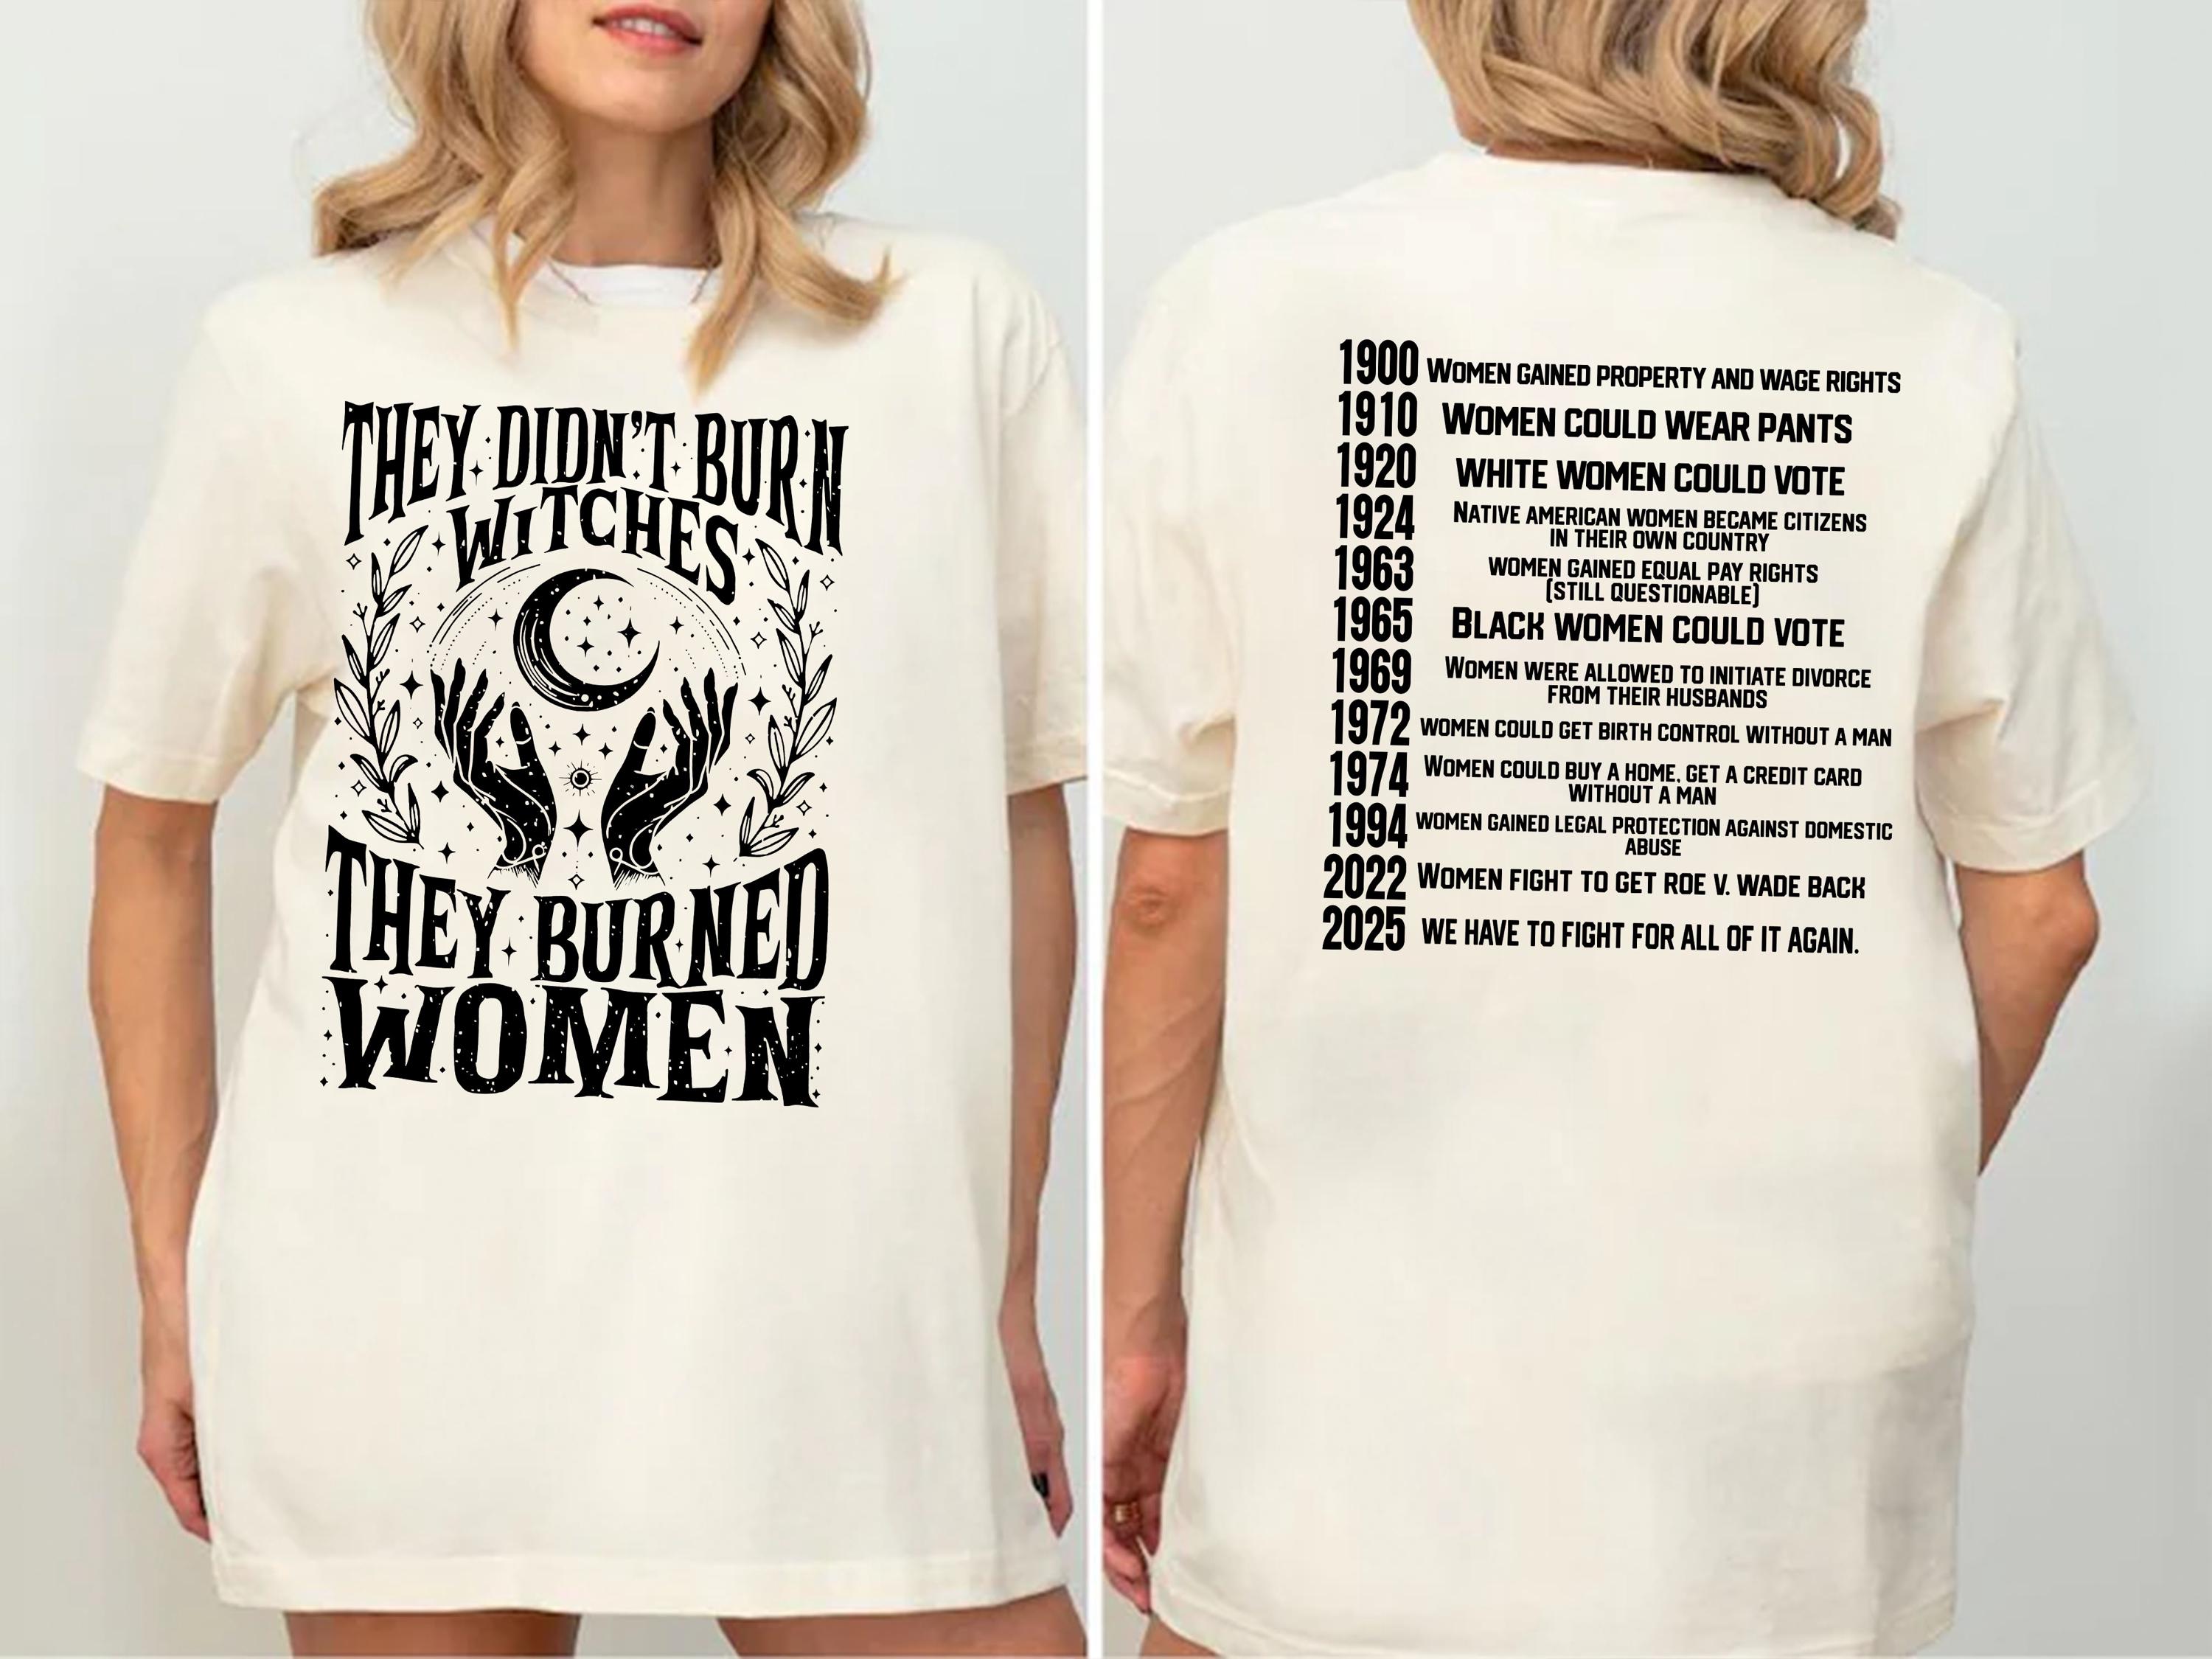 THEY DIDN'T BURN
WITCHES
THEY BURNED
WOMEN
1900 WOMEN GAINED PROPERTY AND WAGE RIGHTS
1910 WOMEN COULD WEAR PANTS
1920 WHITE WOMEN COULD VOTE
1924 NATIVE AMERICAN WOMEN BECAME CITIZENS
IN THEIR OWN COUNTRY
1963 WOMEN GAINED EQUAL PAY RIGHTS
(STILL QUESTIONABLE)
1965 BLACK WOMEN COULD VOTE
1969 WOMEN WERE ALLOWED TO INITIATE DIVORCE
FROM THEIR HUSBANDS
1972 WOMEN COULD GET BIRTH CONTROL WITHOUT A MAN
1974 WOMEN COULD BUY A HOME, GET A CREDIT CARD
WITHOUT A MAN
1994 WOMEN GAINED LEGAL PROTECTION AGAINST DOMESTIC
ABUSE
2022 WOMEN FIGHT TO GET ROE V. WADE BACK
2025 WE HAVE TO FIGHT FOR ALL OF IT AGAIN.